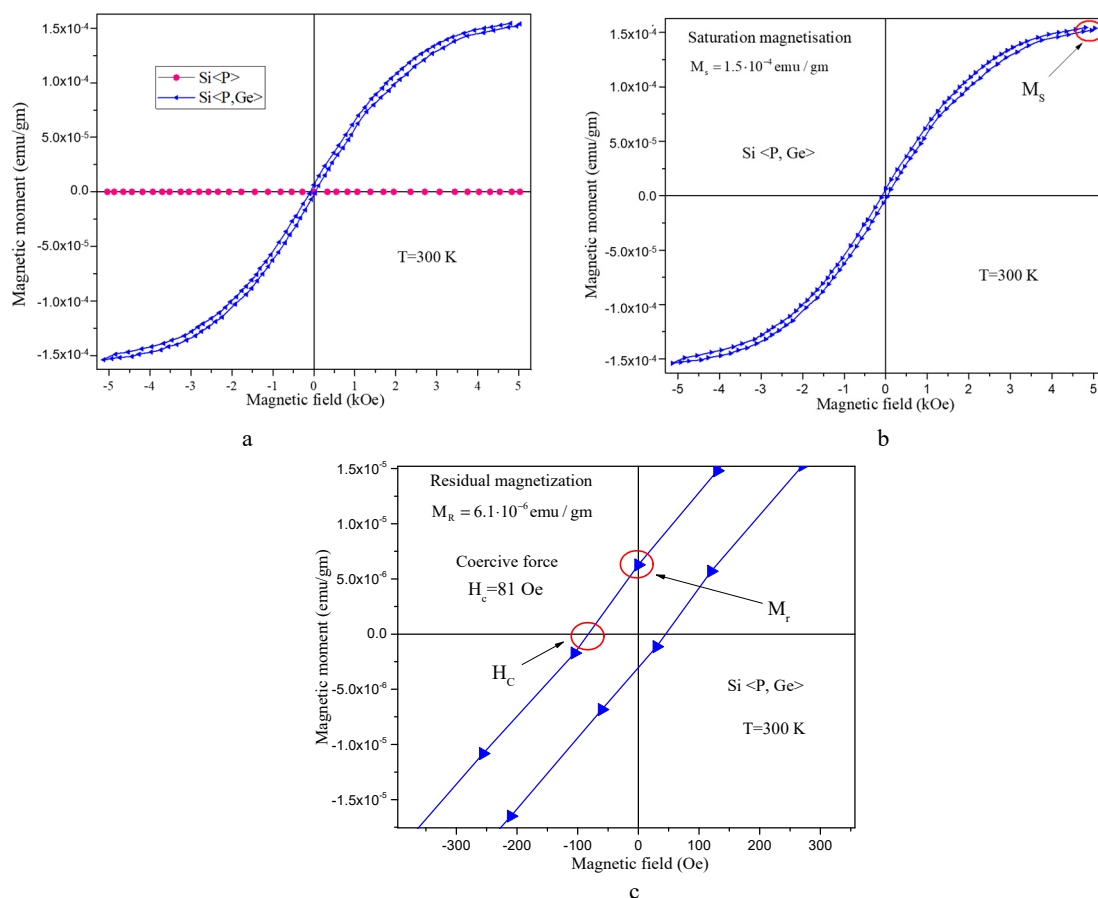 Magnetic moment (emu/gm)
1.5x10⁻⁴
1.0x10⁻⁴
5.0x10⁻⁵
0.0
-5.0x10⁻⁵
-1.0x10⁻⁴
-1.5x10⁻⁴
Si<P>
Si<P,Ge>
T=300 K
-5 -4 -3 -2 -1 0 1 2 3 4 5
Magnetic field (kOe)
a
Magnetic moment (emu/gm)
1.5x10⁻⁴
1.0x10⁻⁴
5.0x10⁻⁵
0.0
-5.0x10⁻⁵
-1.0x10⁻⁴
-1.5x10⁻⁴
Saturation magnetisation
Mₛ = 1.5·10⁻⁴ emu / gm
M_S
Si <P, Ge>
T=300 K
-5 -4 -3 -2 -1 0 1 2 3 4 5
Magnetic field (kOe)
b
Magnetic moment (emu/gm)
1.5x10⁻⁵
1.0x10⁻⁵
5.0x10⁻⁶
0.0
-5.0x10⁻⁶
-1.0x10⁻⁵
-1.5x10⁻⁵
Residual magnetization
M_R = 6.1·10⁻⁶ emu / gm
Coercive force
H_c=81 Oe
M_r
H_C
Si <P, Ge>
T=300 K
-300 -200 -100 0 100 200 300
Magnetic field (Oe)
c